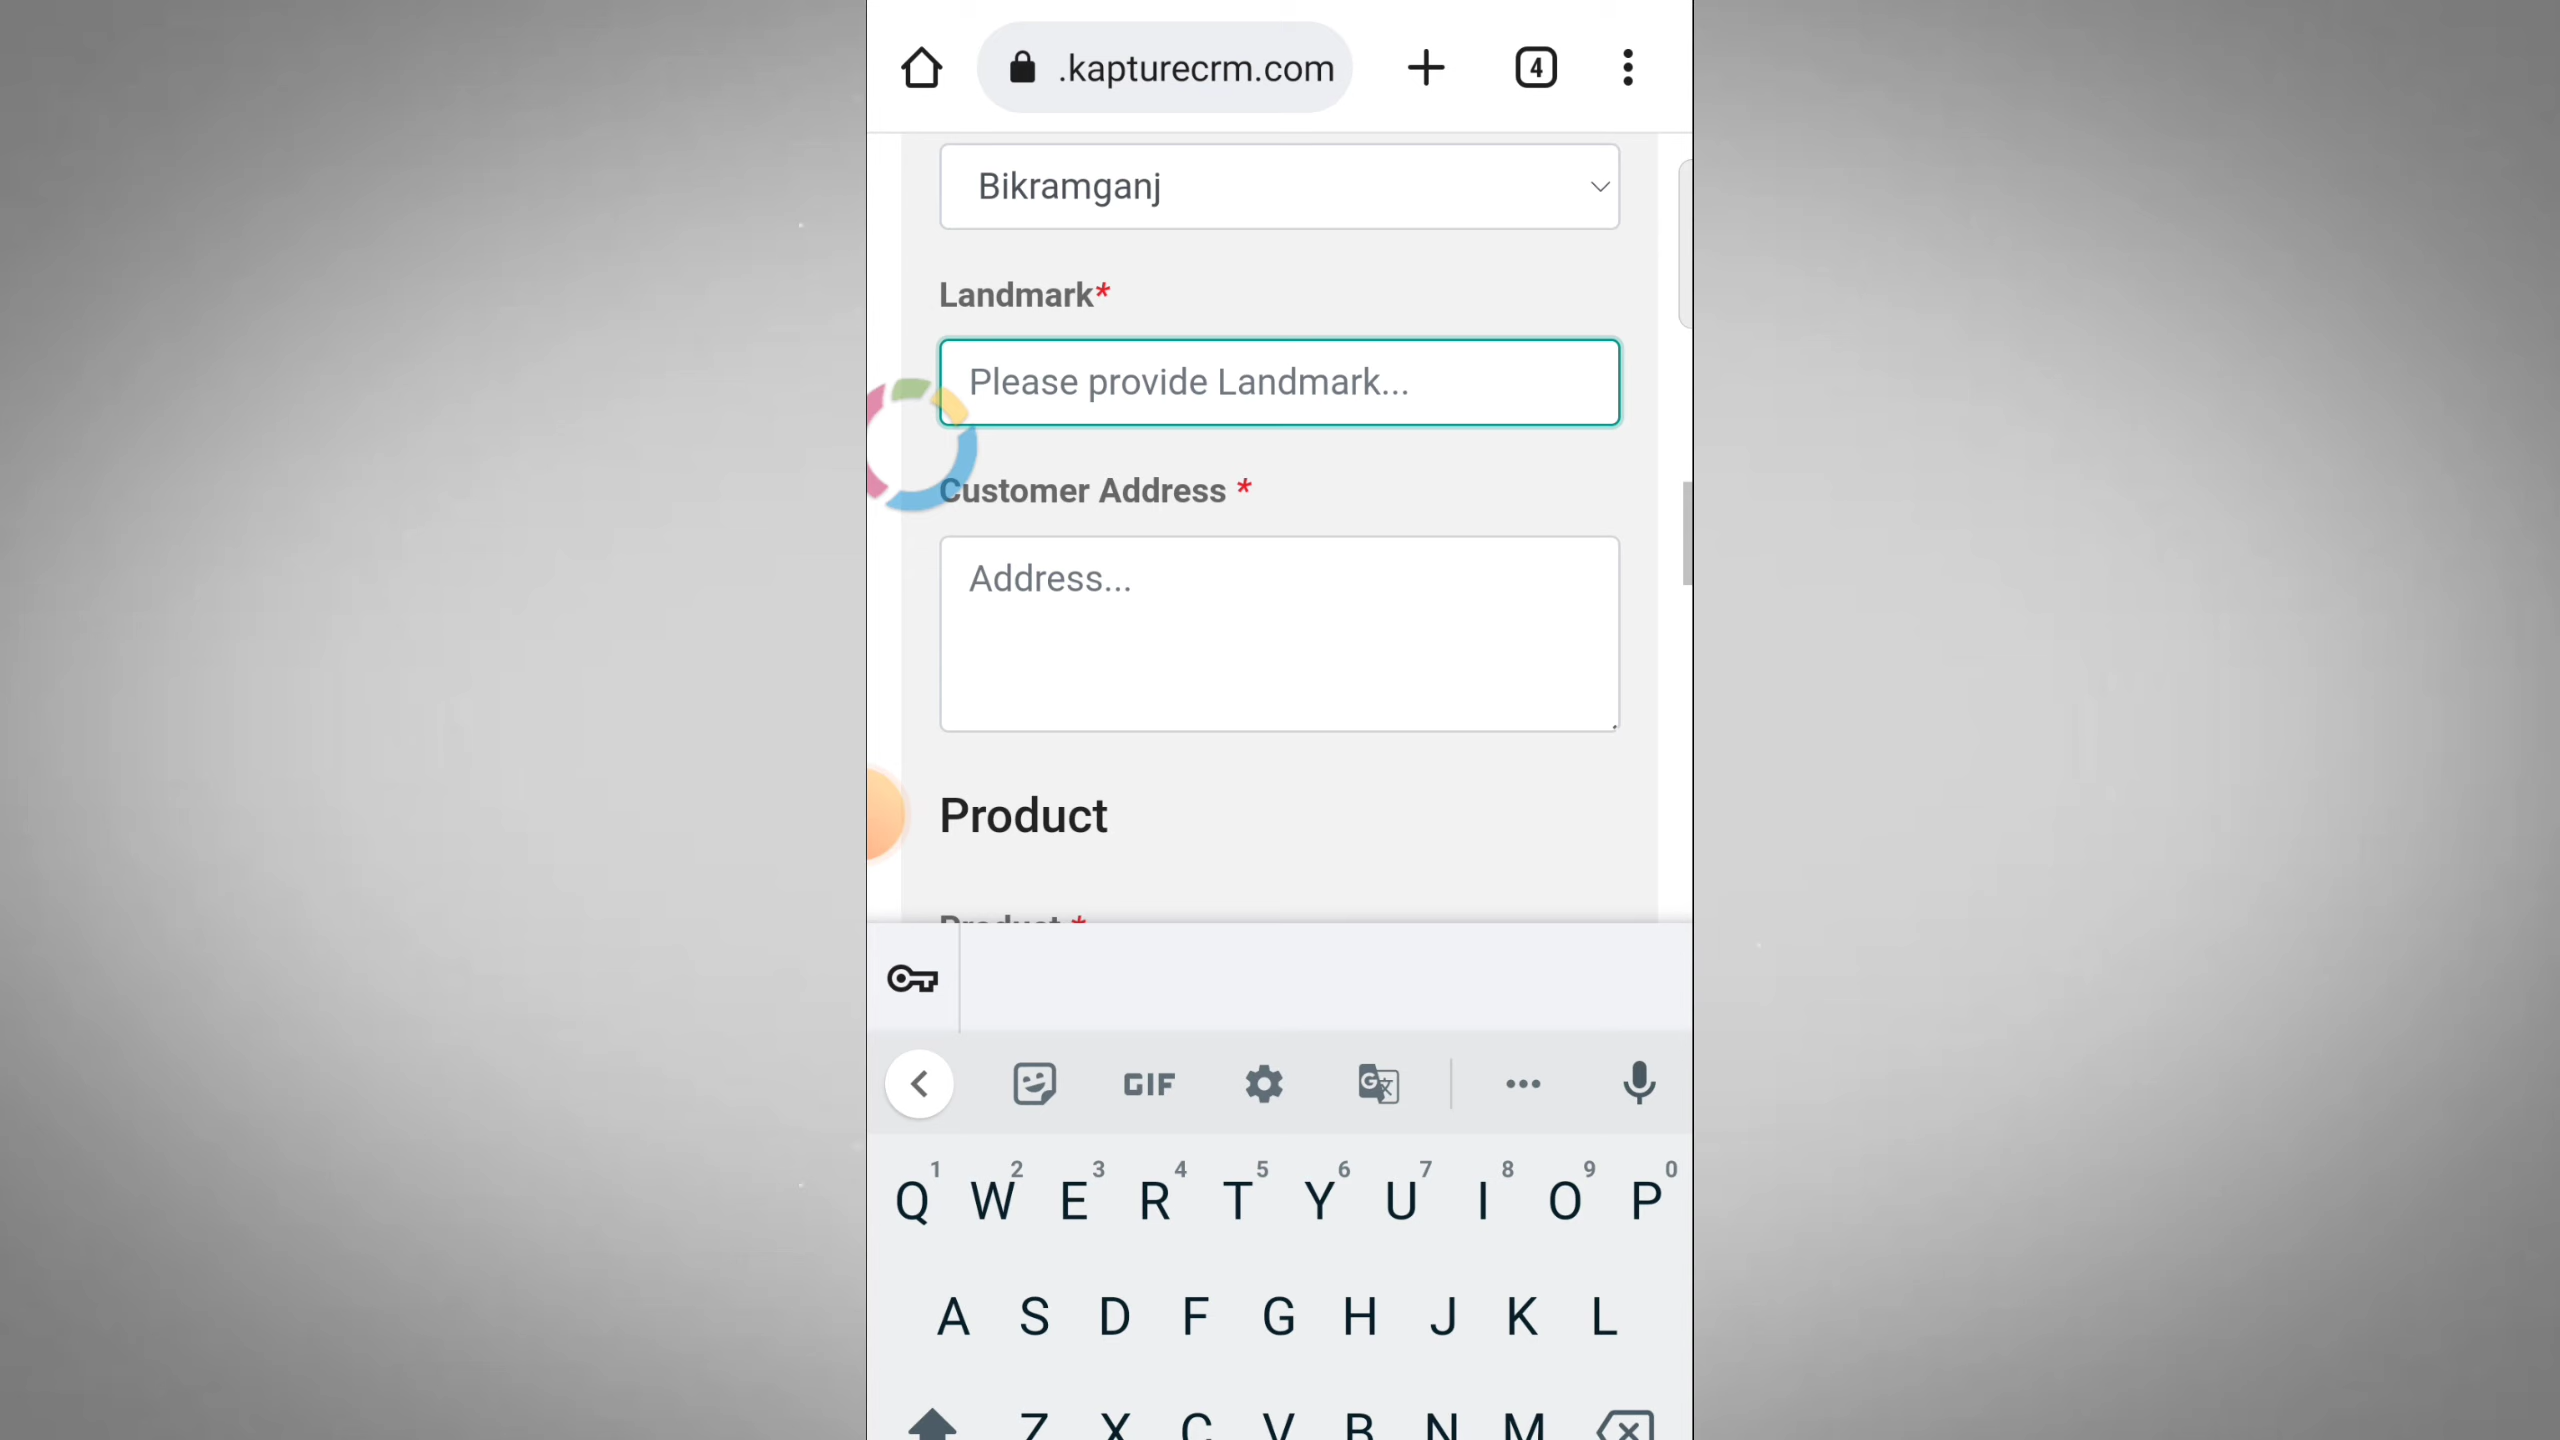 .kapturecrm.com
4
Bikramganj
Landmark*
Please provide Landmark...
Customer Address *
Address...
Product
Product *
GIF
G
1 2 3 4 5 6 7 8 9 0
Q W E R T Y U I O P
A S D F G H J K L
Z X C V B N M